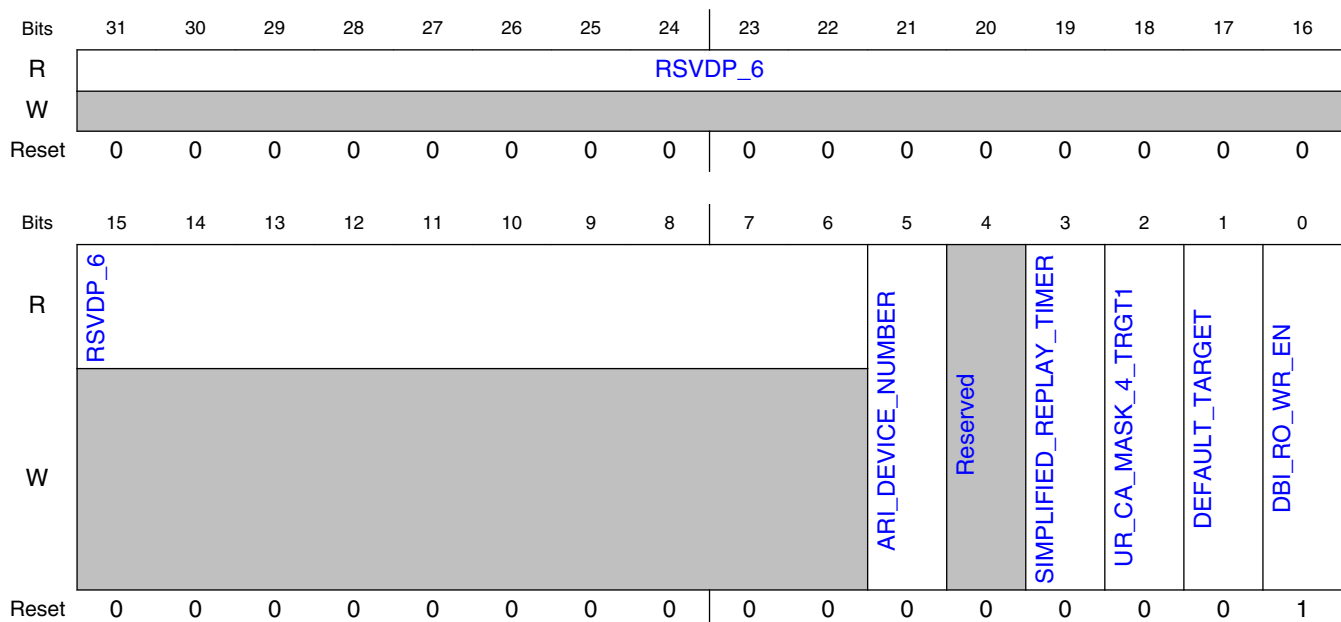 Bits 31 30 29 28 27 26 25 24 23 22 21 20 19 18 17 16
R RSVDP_6
W
Reset 0 0 0 0 0 0 0 0 0 0 0 0 0 0 0 0
Bits 15 14 13 12 11 10 9 8 7 6 5 4 3 2 1 0
R
W
RSVDP_6
ARI_DEVICE_NUMBER
Reserved
SIMPLIFIED_REPLAY_TIMER
UR_CA_MASK_4_TRGT1
DEFAULT_TARGET
DBI_RO_WR_EN
Reset 0 0 0 0 0 0 0 0 0 0 0 0 0 0 0 1